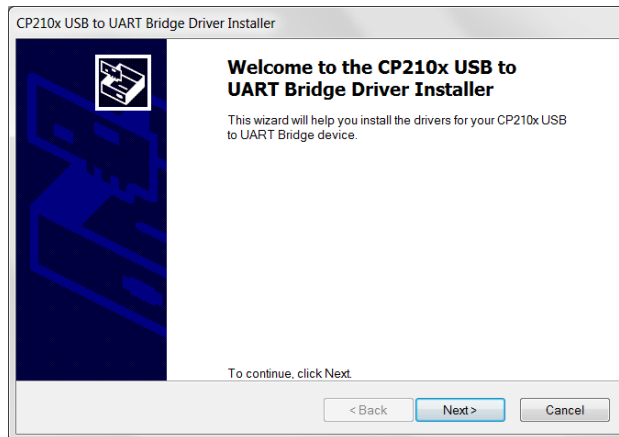 CP210x USB to UART Bridge Driver Installer
Welcome to the CP210x USB to
UART Bridge Driver Installer
This wizard will help you install the drivers for your CP210x USB
to UART Bridge device.
To continue, click Next.
< Back
Next >
Cancel